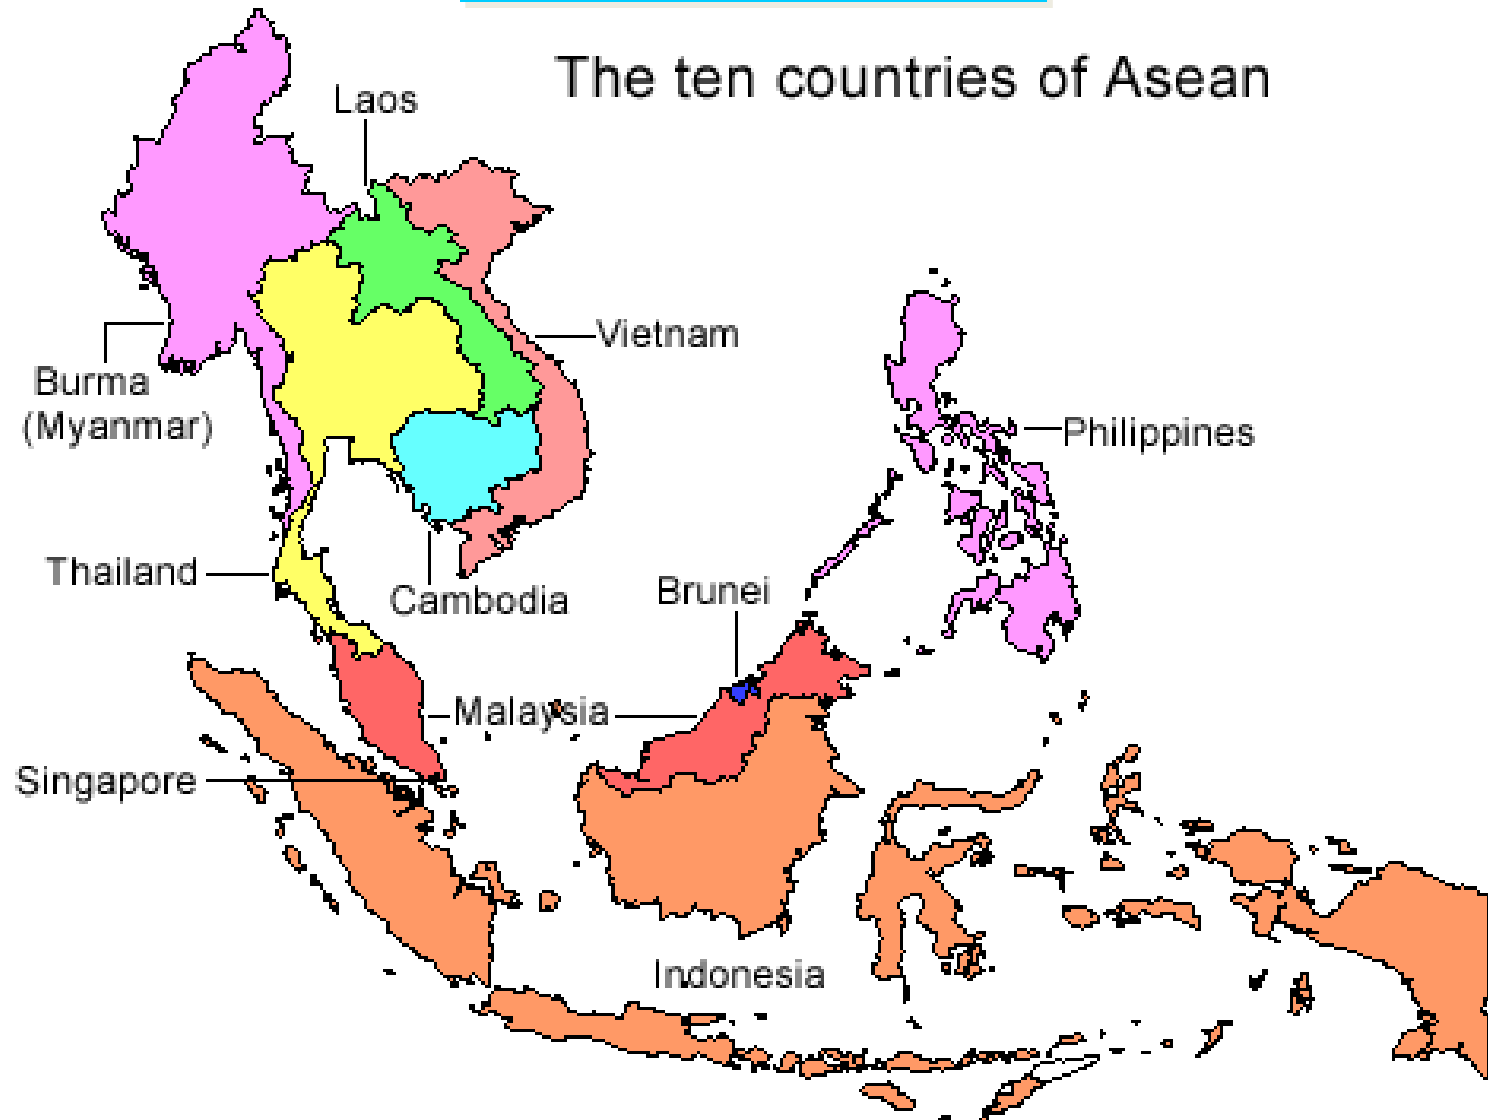 The ten countries of Asean
Laos
Vietnam
Burma
(Myanmar)
Philippines
Thailand
Cambodia
Brunei
Malaysia
Singapore
Indonesia